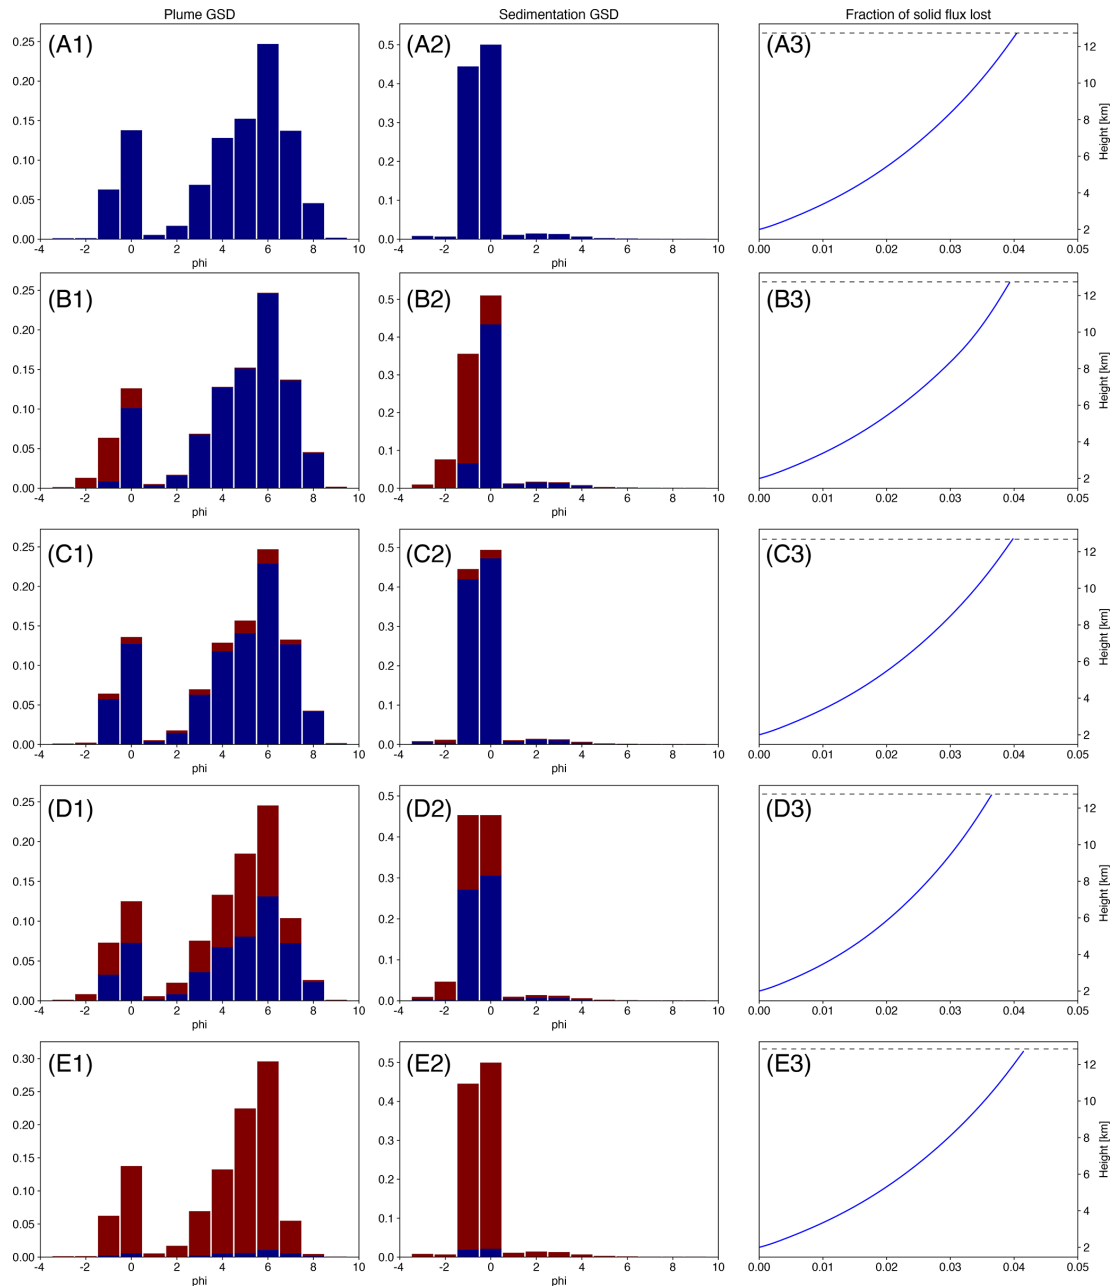 Plume GSD Sedimentation GSD Fraction of solid flux lost
(A1) (A2) (A3)
0.25 0.20 0.15 0.10 0.05 0.00
-4 -2 0 2 4 6 8 10
phi
0.5 0.4 0.3 0.2 0.1 0.0
-4 -2 0 2 4 6 8 10
phi
12 10 8 6 4 2
Height [km]
0.00 0.01 0.02 0.03 0.04 0.05
(B1) (B2) (B3)
0.25 0.20 0.15 0.10 0.05 0.00
-4 -2 0 2 4 6 8 10
phi
0.5 0.4 0.3 0.2 0.1 0.0
-4 -2 0 2 4 6 8 10
phi
12 10 8 6 4 2
Height [km]
0.00 0.01 0.02 0.03 0.04 0.05
(C1) (C2) (C3)
0.25 0.20 0.15 0.10 0.05 0.00
-4 -2 0 2 4 6 8 10
phi
0.5 0.4 0.3 0.2 0.1 0.0
-4 -2 0 2 4 6 8 10
phi
12 10 8 6 4 2
Height [km]
0.00 0.01 0.02 0.03 0.04 0.05
(D1) (D2) (D3)
0.25 0.20 0.15 0.10 0.05 0.00
-4 -2 0 2 4 6 8 10
phi
0.5 0.4 0.3 0.2 0.1 0.0
-4 -2 0 2 4 6 8 10
phi
12 10 8 6 4 2
Height [km]
0.00 0.01 0.02 0.03 0.04 0.05
(E1) (E2) (E3)
0.30 0.25 0.20 0.15 0.10 0.05 0.00
-4 -2 0 2 4 6 8 10
phi
0.5 0.4 0.3 0.2 0.1 0.0
-4 -2 0 2 4 6 8 10
phi
12 10 8 6 4 2
Height [km]
0.00 0.01 0.02 0.03 0.04 0.05